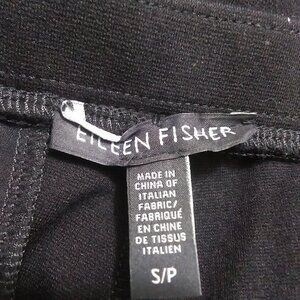 EILEEN FISHER
MADE IN
CHINA OF
ITALIAN
FABRIC/
FABRIQUÉ
EN CHINE
DE TISSUS
ITALIEN
S/P